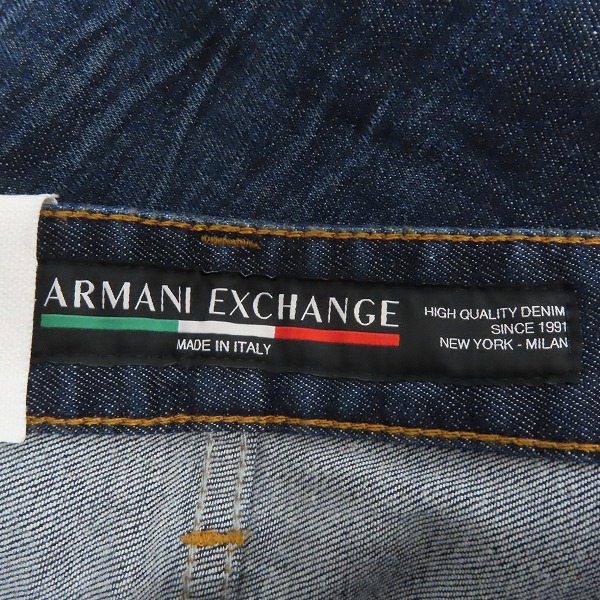 ARMANI EXCHANGE
MADE IN ITALY
HIGH QUALITY DENIM
SINCE 1991
NEW YORK - MILAN